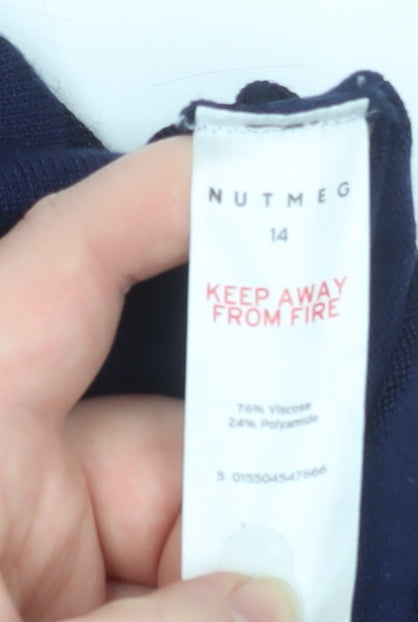 NUTMEG
14
KEEP AWAY
FROM FIRE
76% Viscose
24% Polyamide
5 015504547666